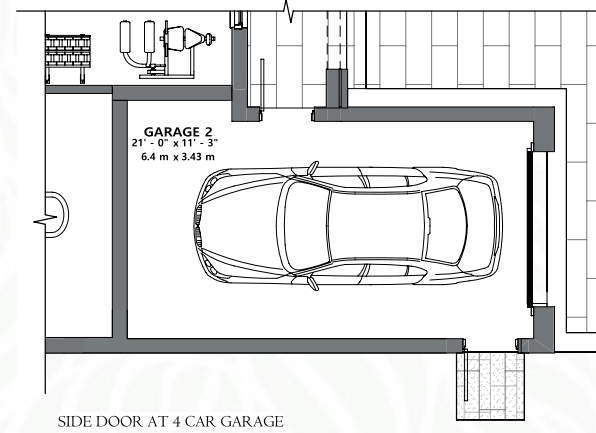 GARAGE 2
21' - 0" x 11' - 3"
6.4 m x 3.43 m
SIDE DOOR AT 4 CAR GARAGE